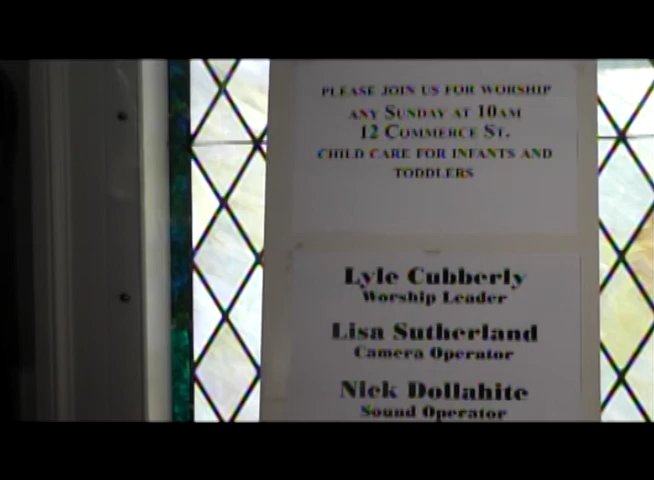 PLEASE JOIN US FOR WORSHIP
ANY SUNDAY AT 10AM
12 COMMERCE ST.
CHILD CARE FOR INFANTS AND
TODDLERS
Lyle Cubberly
Worship Leader
Lisa Sutherland
Camera Operator
Nick Dollahite
Sound Operator